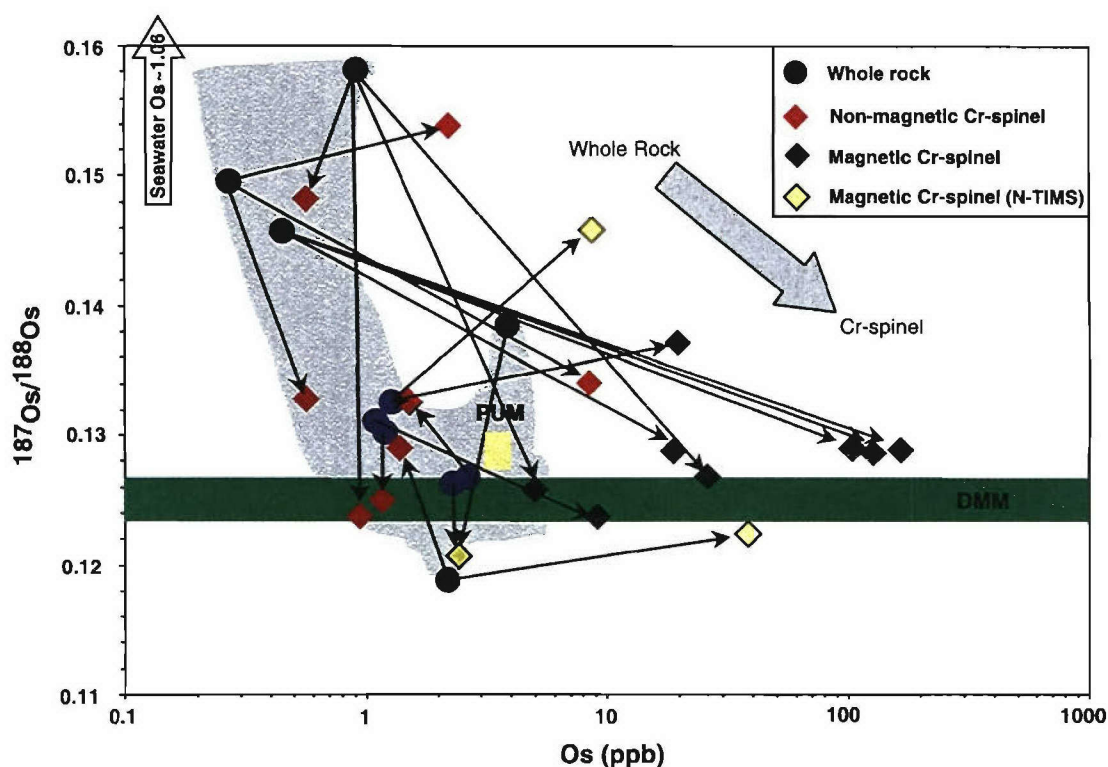 Seawater Os ~1.06
0.16
0.15
0.14
0.13
0.12
0.11
187Os/188Os
Whole rock
Non-magnetic Cr-spinel
Magnetic Cr-spinel
Magnetic Cr-spinel (N-TIMS)
Whole Rock
Cr-spinel
PUM
DMM
0.1
1
10
100
1000
Os (ppb)